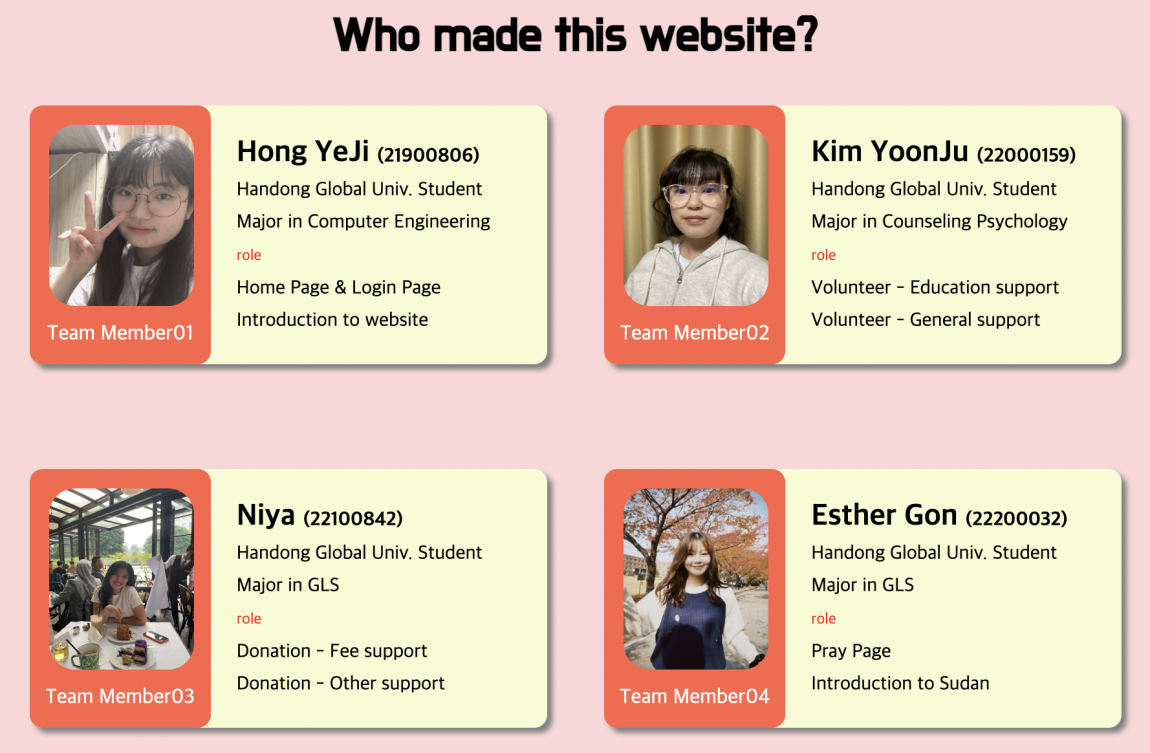 Who made this website?
Hong YeJi (21900806)
Handong Global Univ. Student
Major in Computer Engineering
role
Home Page & Login Page
Introduction to website
Team Member01
Kim YoonJu (22000159)
Handong Global Univ. Student
Major in Counseling Psychology
role
Volunteer - Education support
Volunteer - General support
Team Member02
Niya (22100842)
Handong Global Univ. Student
Major in GLS
role
Donation - Fee support
Donation - Other support
Team Member03
Esther Gon (22200032)
Handong Global Univ. Student
Major in GLS
role
Pray Page
Introduction to Sudan
Team Member04